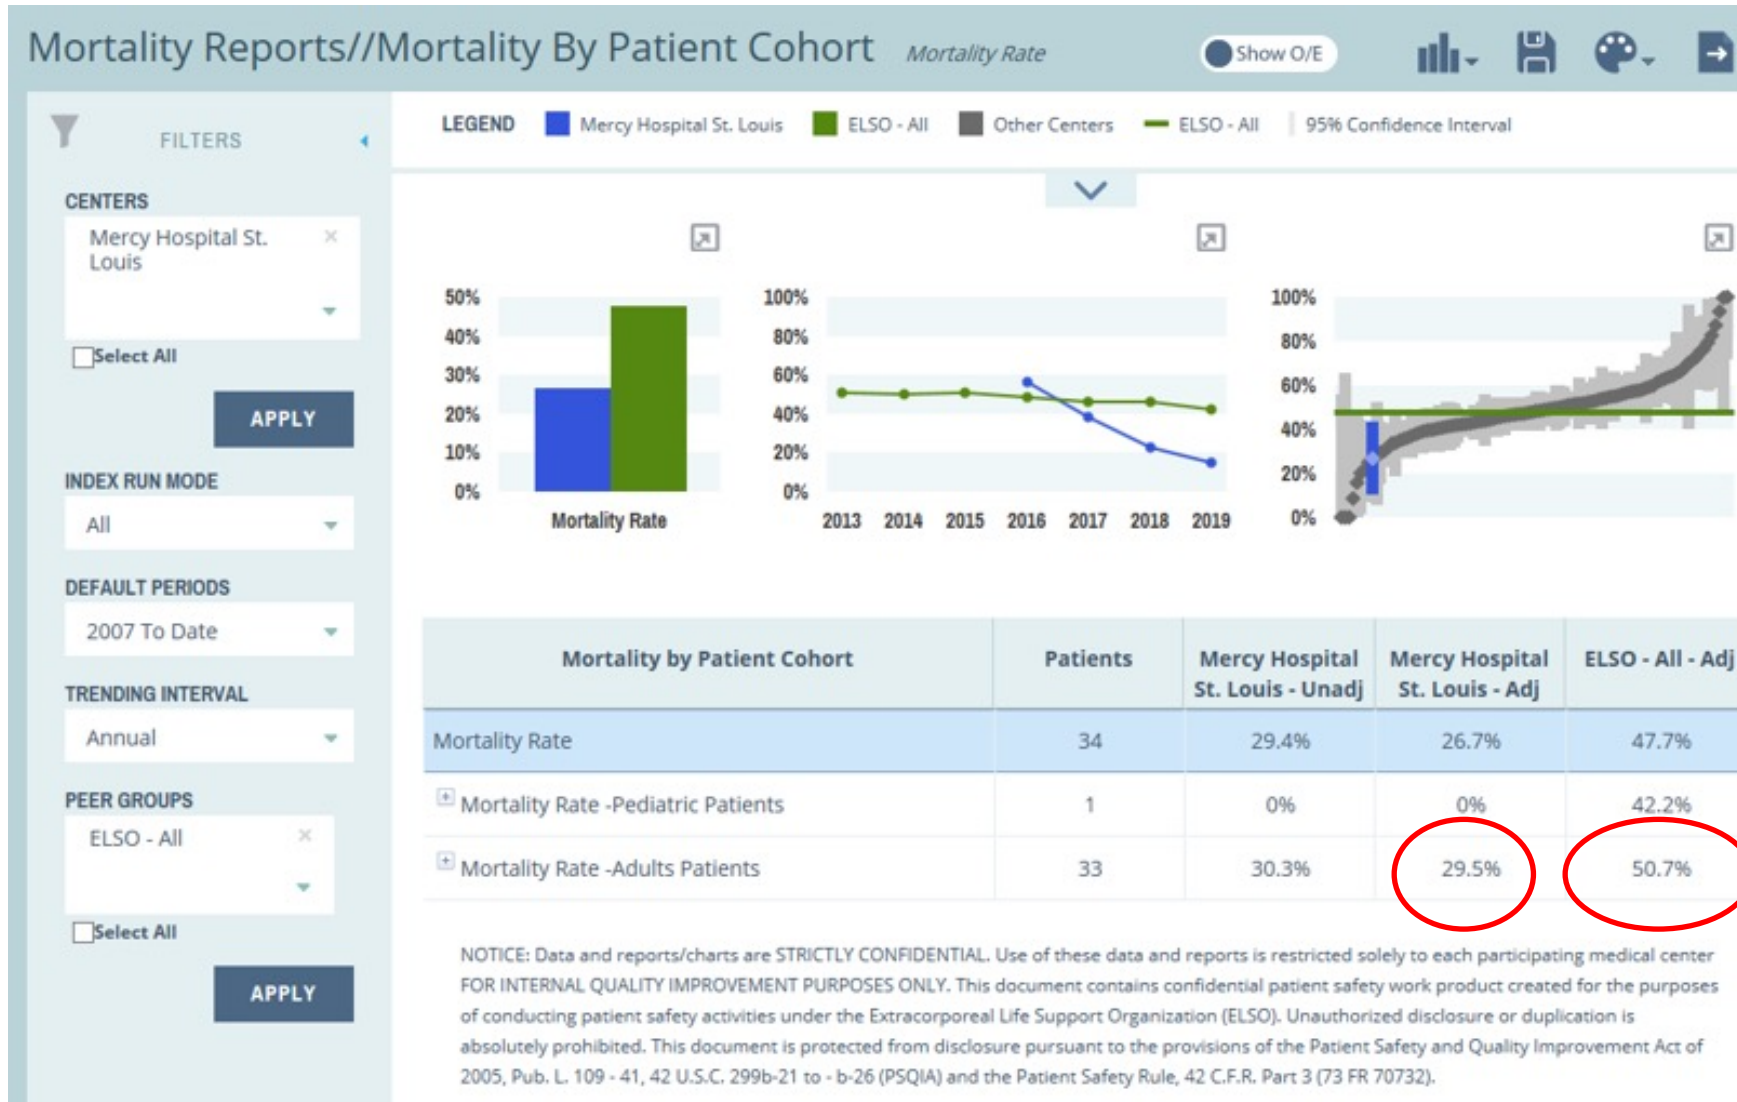 Mortality Reports//Mortality By Patient Cohort Mortality Rate Show O/E
FILTERS
CENTERS
Mercy Hospital St.
Louis
Select All
APPLY
INDEX RUN MODE
All
DEFAULT PERIODS
2007 To Date
TRENDING INTERVAL
Annual
PEER GROUPS
ELSO - All
Select All
APPLY
LEGEND Mercy Hospital St. Louis ELSO - All Other Centers ELSO - All 95% Confidence Interval
50%
40%
30%
20%
10%
0%
Mortality Rate
100%
80%
60%
40%
20%
0%
2013 2014 2015 2016 2017 2018 2019
100%
80%
60%
40%
20%
0%
Mortality by Patient Cohort Patients Mercy Hospital St. Louis - Unadj Mercy Hospital St. Louis - Adj ELSO - All - Adj
Mortality Rate 34 29.4% 26.7% 47.7%
Mortality Rate -Pediatric Patients 1 0% 0% 42.2%
Mortality Rate -Adults Patients 33 30.3% 29.5% 50.7%
NOTICE: Data and reports/charts are STRICTLY CONFIDENTIAL. Use of these data and reports is restricted solely to each participating medical center
FOR INTERNAL QUALITY IMPROVEMENT PURPOSES ONLY. This document contains confidential patient safety work product created for the purposes
of conducting patient safety activities under the Extracorporeal Life Support Organization (ELSO). Unauthorized disclosure or duplication is
absolutely prohibited. This document is protected from disclosure pursuant to the provisions of the Patient Safety and Quality Improvement Act of
2005, Pub. L. 109 - 41, 42 U.S.C. 299b-21 to - b-26 (PSQIA) and the Patient Safety Rule, 42 C.F.R. Part 3 (73 FR 70732).